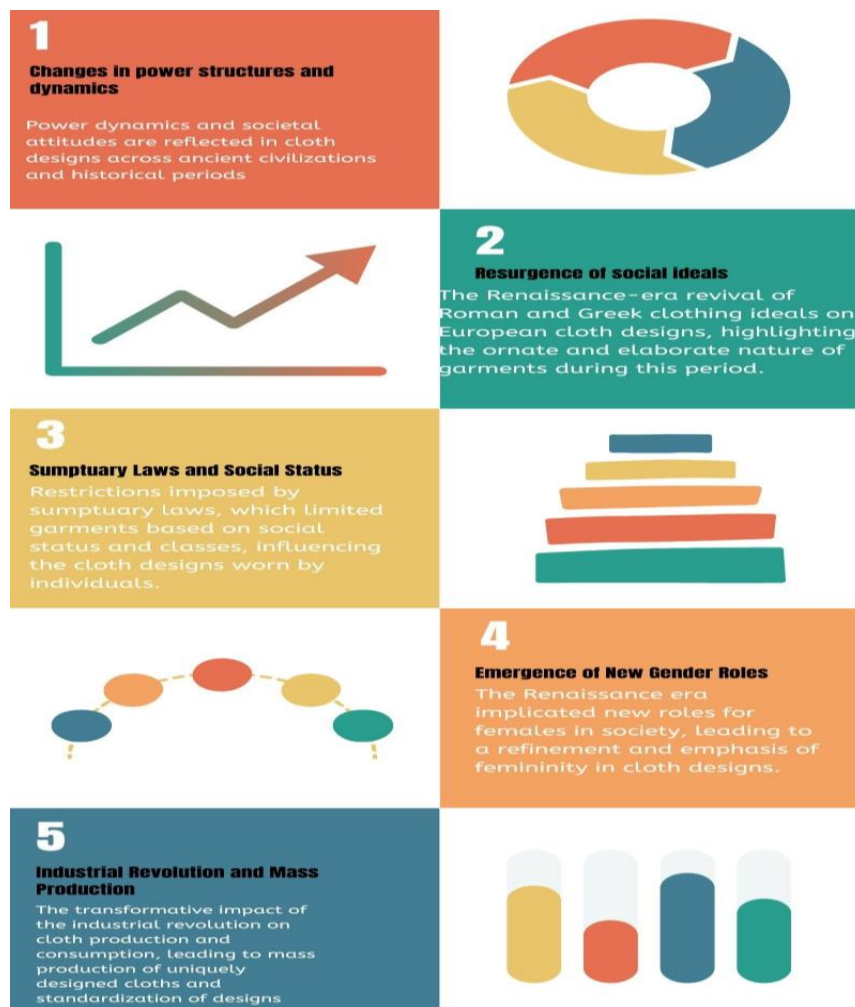 1
Changes in power structures and
dynamics
Power dynamics and societal
attitudes are reflected in cloth
designs across ancient civilizations
and historical periods
2
Resurgence of social ideals
The Renaissance-era revival of
Roman and Greek clothing ideals on
European cloth designs, highlighting
the ornate and elaborate nature of
garments during this period.
3
Sumptuary Laws and Social Status
Restrictions imposed by
sumptuary laws, which limited
garments based on social
status and classes, influencing
the cloth designs worn by
individuals.
4
Emergence of New Gender Roles
The Renaissance era
implicated new roles for
females in society, leading to
a refinement and emphasis of
femininity in cloth designs.
5
Industrial Revolution and Mass
Production
The transformative impact of
the industrial revolution on
cloth production and
consumption, leading to mass
production of uniquely
designed cloths and
standardization of designs